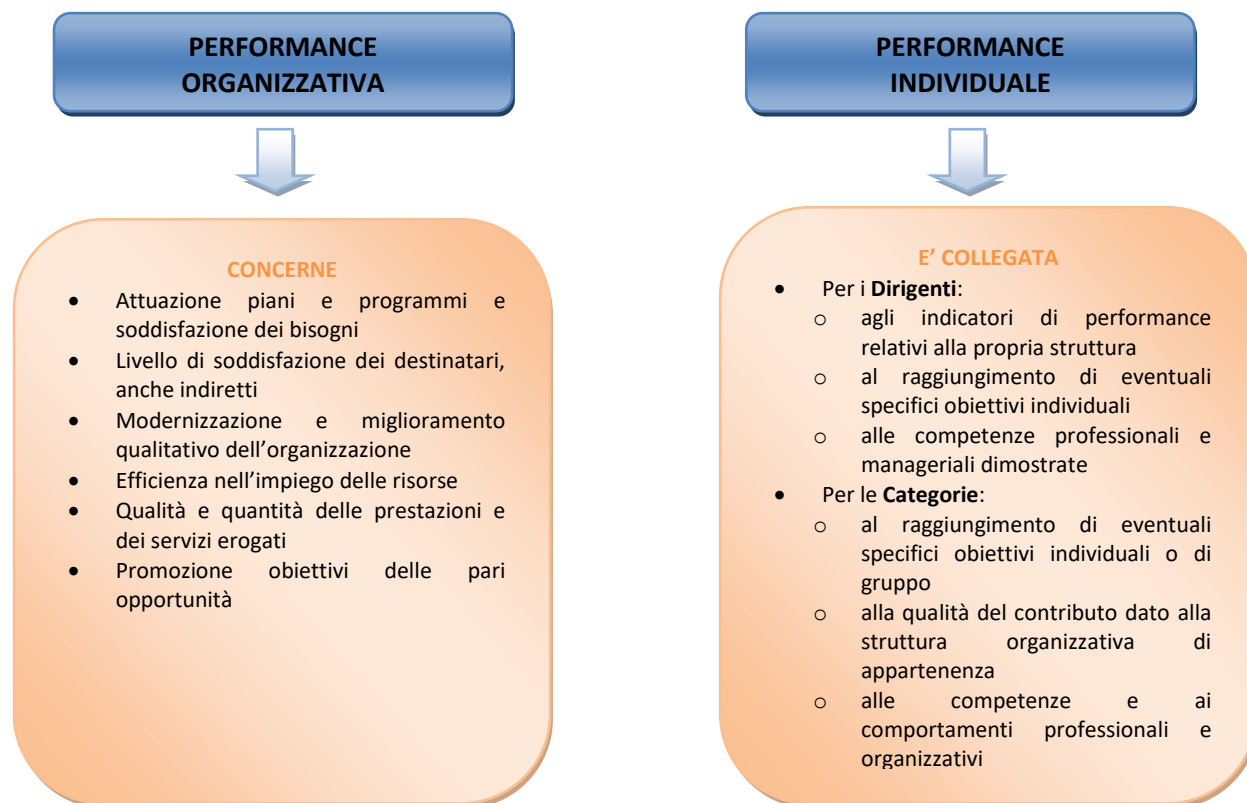 PERFORMANCE
ORGANIZZATIVA
CONCERNE
• Attuazione piani e programmi e
soddisfazione dei bisogni
• Livello di soddisfazione dei destinatari,
anche indiretti
• Modernizzazione e miglioramento
qualitativo dell’organizzazione
• Efficienza nell’impiego delle risorse
• Qualità e quantità delle prestazioni e
dei servizi erogati
• Promozione obiettivi delle pari
opportunità
PERFORMANCE
INDIVIDUALE
E’ COLLEGATA
• Per i Dirigenti:
o agli indicatori di performance
relativi alla propria struttura
o al raggiungimento di eventuali
specifici obiettivi individuali
o alle competenze professionali e
manageriali dimostrate
• Per le Categorie:
o al raggiungimento di eventuali
specifici obiettivi individuali o di
gruppo
o alla qualità del contributo dato alla
struttura organizzativa di
appartenenza
o alle competenze e ai
comportamenti professionali e
organizzativi